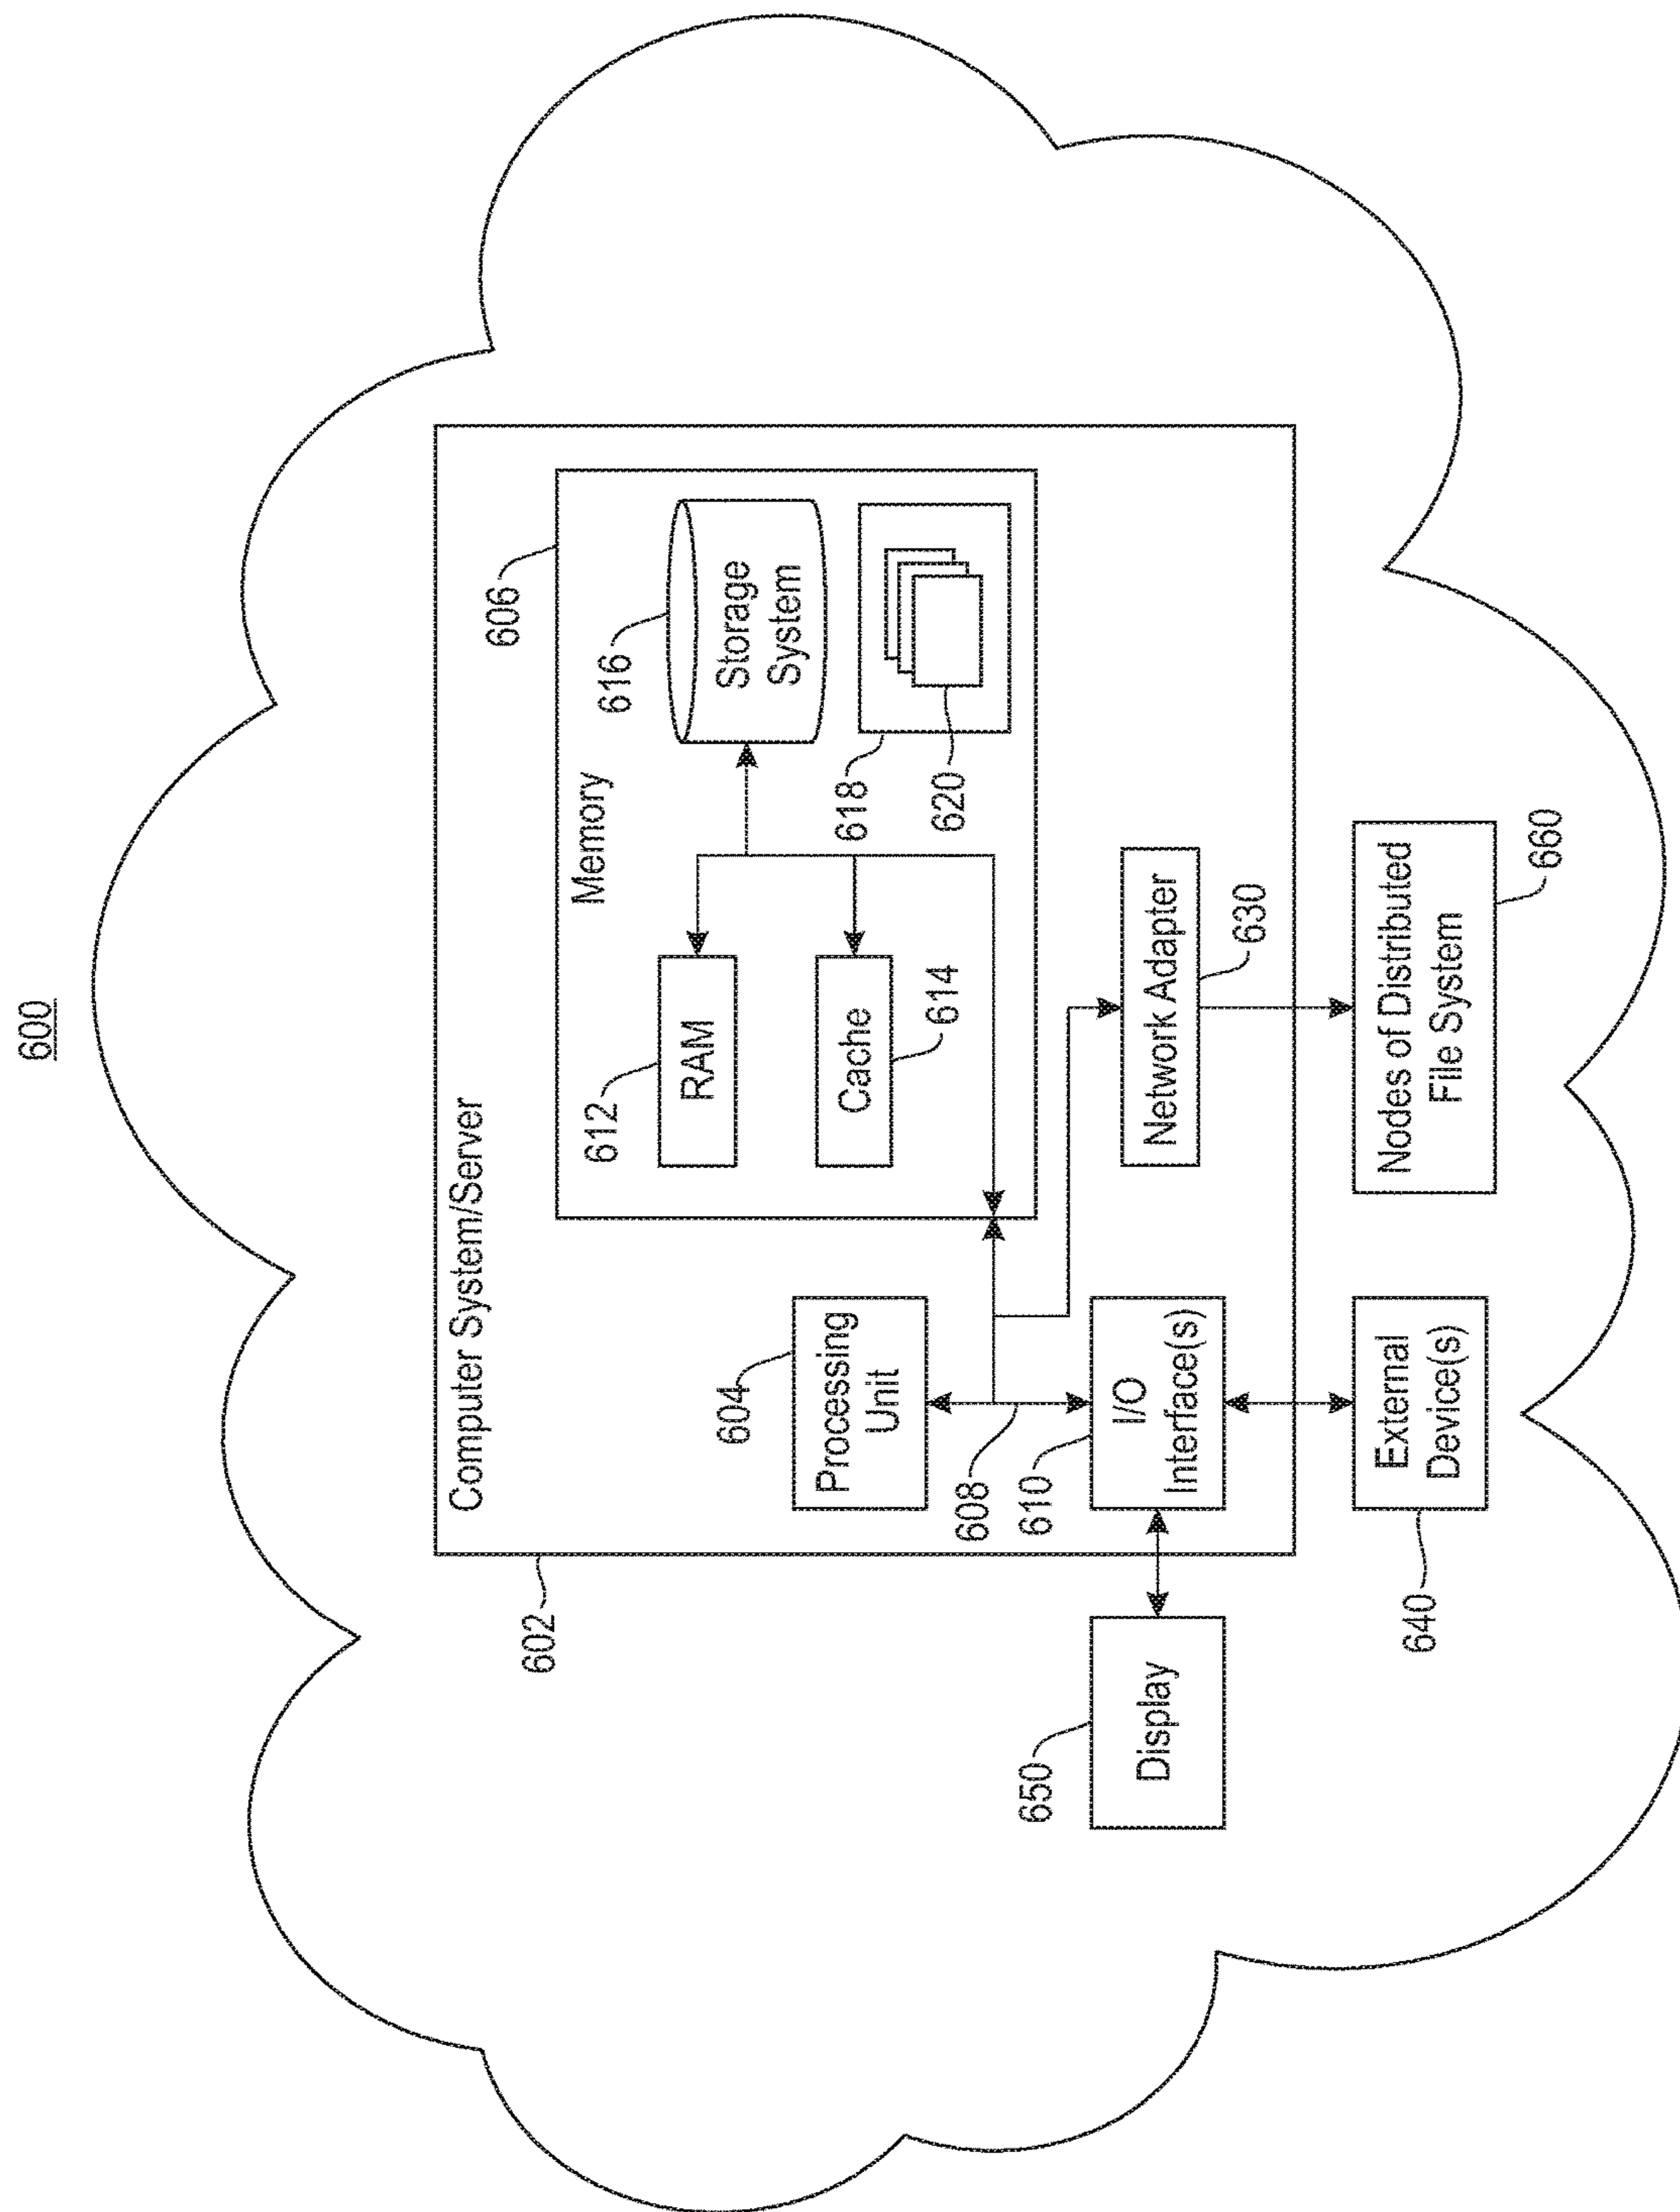 600
Computer System/Server
602
606
Memory
612
RAM
616
Storage
System
604
Processing
Unit
Cache
614
618
620
608
610
I/O
Interface(s)
Network Adapter
630
650
Display
External
Device(s)
640
Nodes of Distributed
File System
660